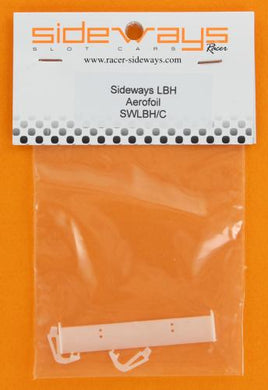 sideways
SLOT CARS Racer
www.racer-sideways.com
Sideways LBH
Aerofoil
SWLBH/C